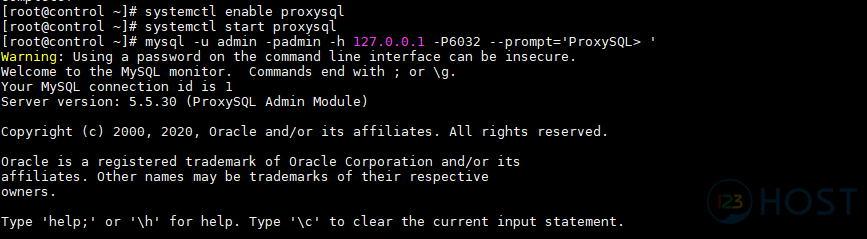 [root@control ~]# systemctl enable proxysql
[root@control ~]# systemctl start proxysql
[root@control ~]# mysql -u admin -padmin -h 127.0.0.1 -P6032 --prompt='ProxySQL> '
Warning: Using a password on the command line interface can be insecure.
Welcome to the MySQL monitor.  Commands end with ; or \g.
Your MySQL connection id is 1
Server version: 5.5.30 (ProxySQL Admin Module)
Copyright (c) 2000, 2020, Oracle and/or its affiliates. All rights reserved.
Oracle is a registered trademark of Oracle Corporation and/or its
affiliates. Other names may be trademarks of their respective
owners.
Type 'help;' or '\h' for help. Type '\c' to clear the current input statement.
123 HOST